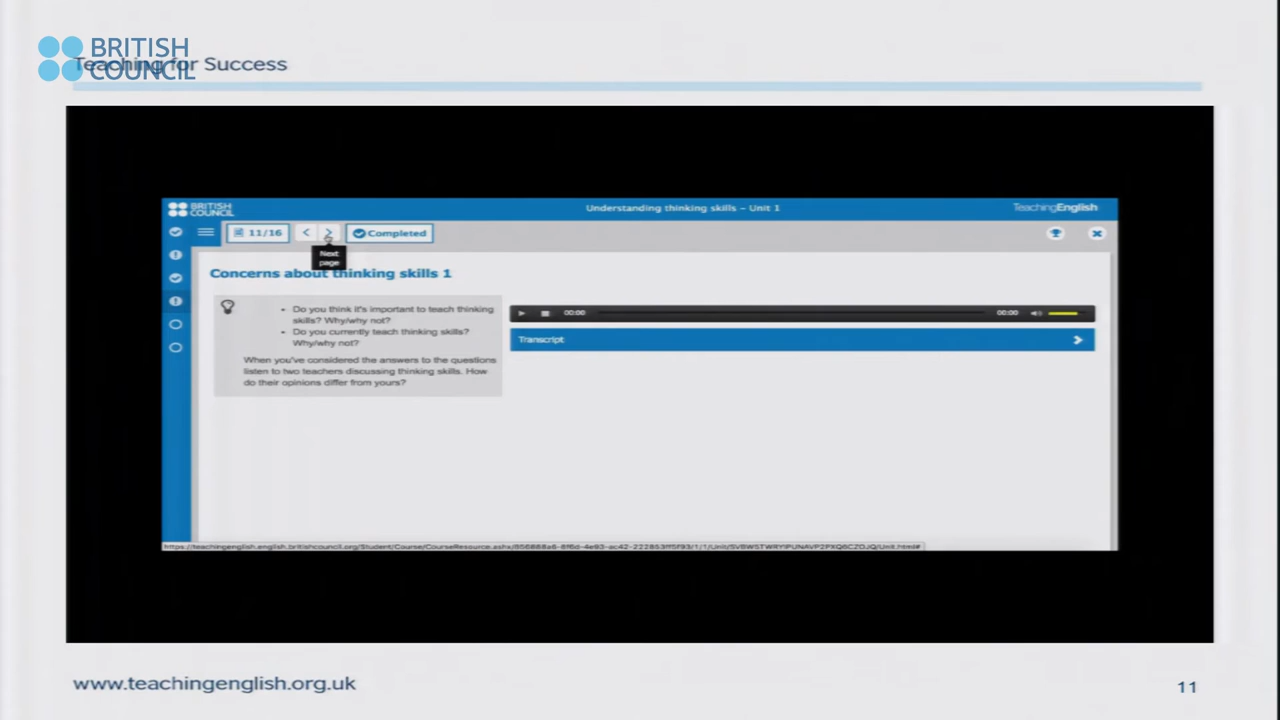 BRITISH
COUNCIL
Teaching for Success
BRITISH
COUNCIL
Understanding thinking skills – Unit 1
TeachingEnglish
11/16
Completed
Next
page
Concerns about thinking skills 1
• Do you think it's important to teach thinking
skills? Why/why not?
• Do you currently teach thinking skills?
Why/why not?
When you've considered the answers to the questions
listen to two teachers discussing thinking skills. How
do their opinions differ from yours?
00:00
00:00
Transcript
www.teachingenglish.org.uk
11